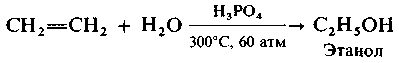 CH₂=CH₂ + H₂O H₃PO₄ → C₂H₅OH
300°C, 60 атм
Этанол